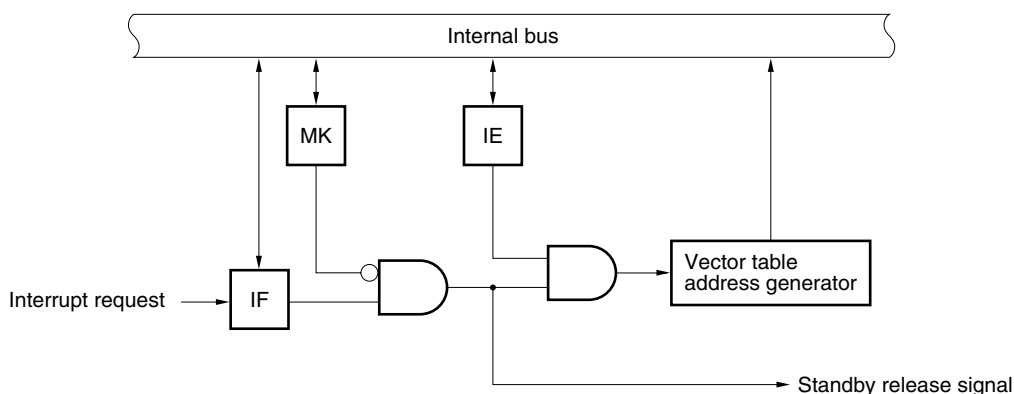 Internal bus
MK
IE
Interrupt request
IF
Vector table
address generator
Standby release signal